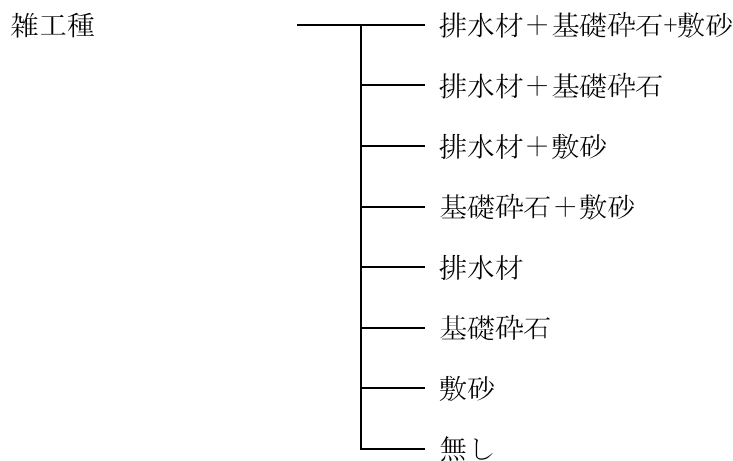 雑工種
排水材＋基礎砕石+敷砂
排水材＋基礎砕石
排水材＋敷砂
基礎砕石＋敷砂
排水材
基礎砕石
敷砂
無し